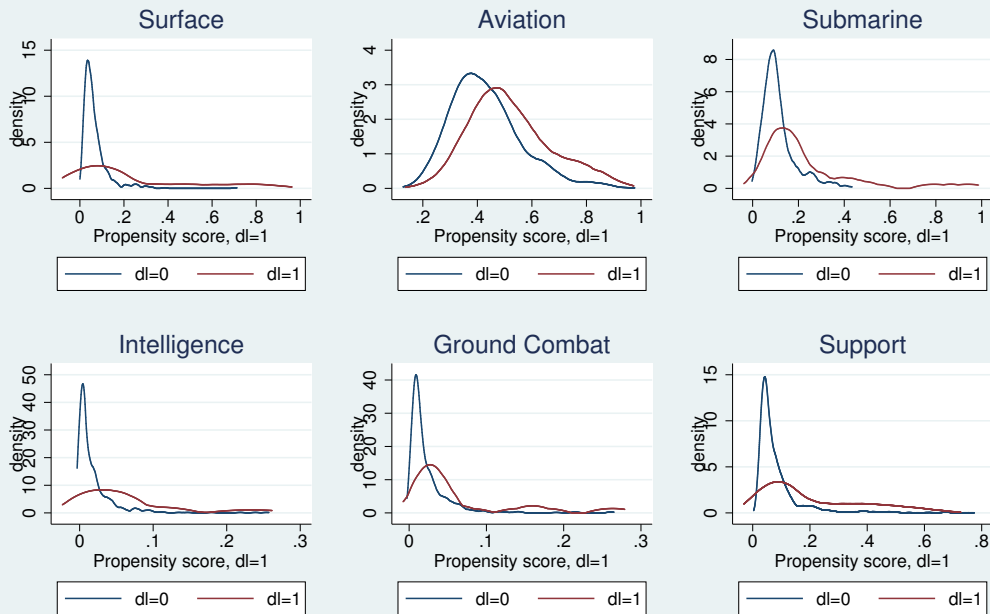 Surface
15
10
5
0
density
0 .2 .4 .6 .8 1
Propensity score, dl=1
dl=0 dl=1
Aviation
4
3
2
1
0
density
.2 .4 .6 .8 1
Propensity score, dl=1
dl=0 dl=1
Submarine
8
6
4
2
0
density
0 .2 .4 .6 .8 1
Propensity score, dl=1
dl=0 dl=1
Intelligence
50
40
30
20
10
0
density
0 .1 .2 .3
Propensity score, dl=1
dl=0 dl=1
Ground Combat
40
30
20
10
0
density
0 .1 .2 .3
Propensity score, dl=1
dl=0 dl=1
Support
15
10
5
0
density
0 .2 .4 .6 .8
Propensity score, dl=1
dl=0 dl=1